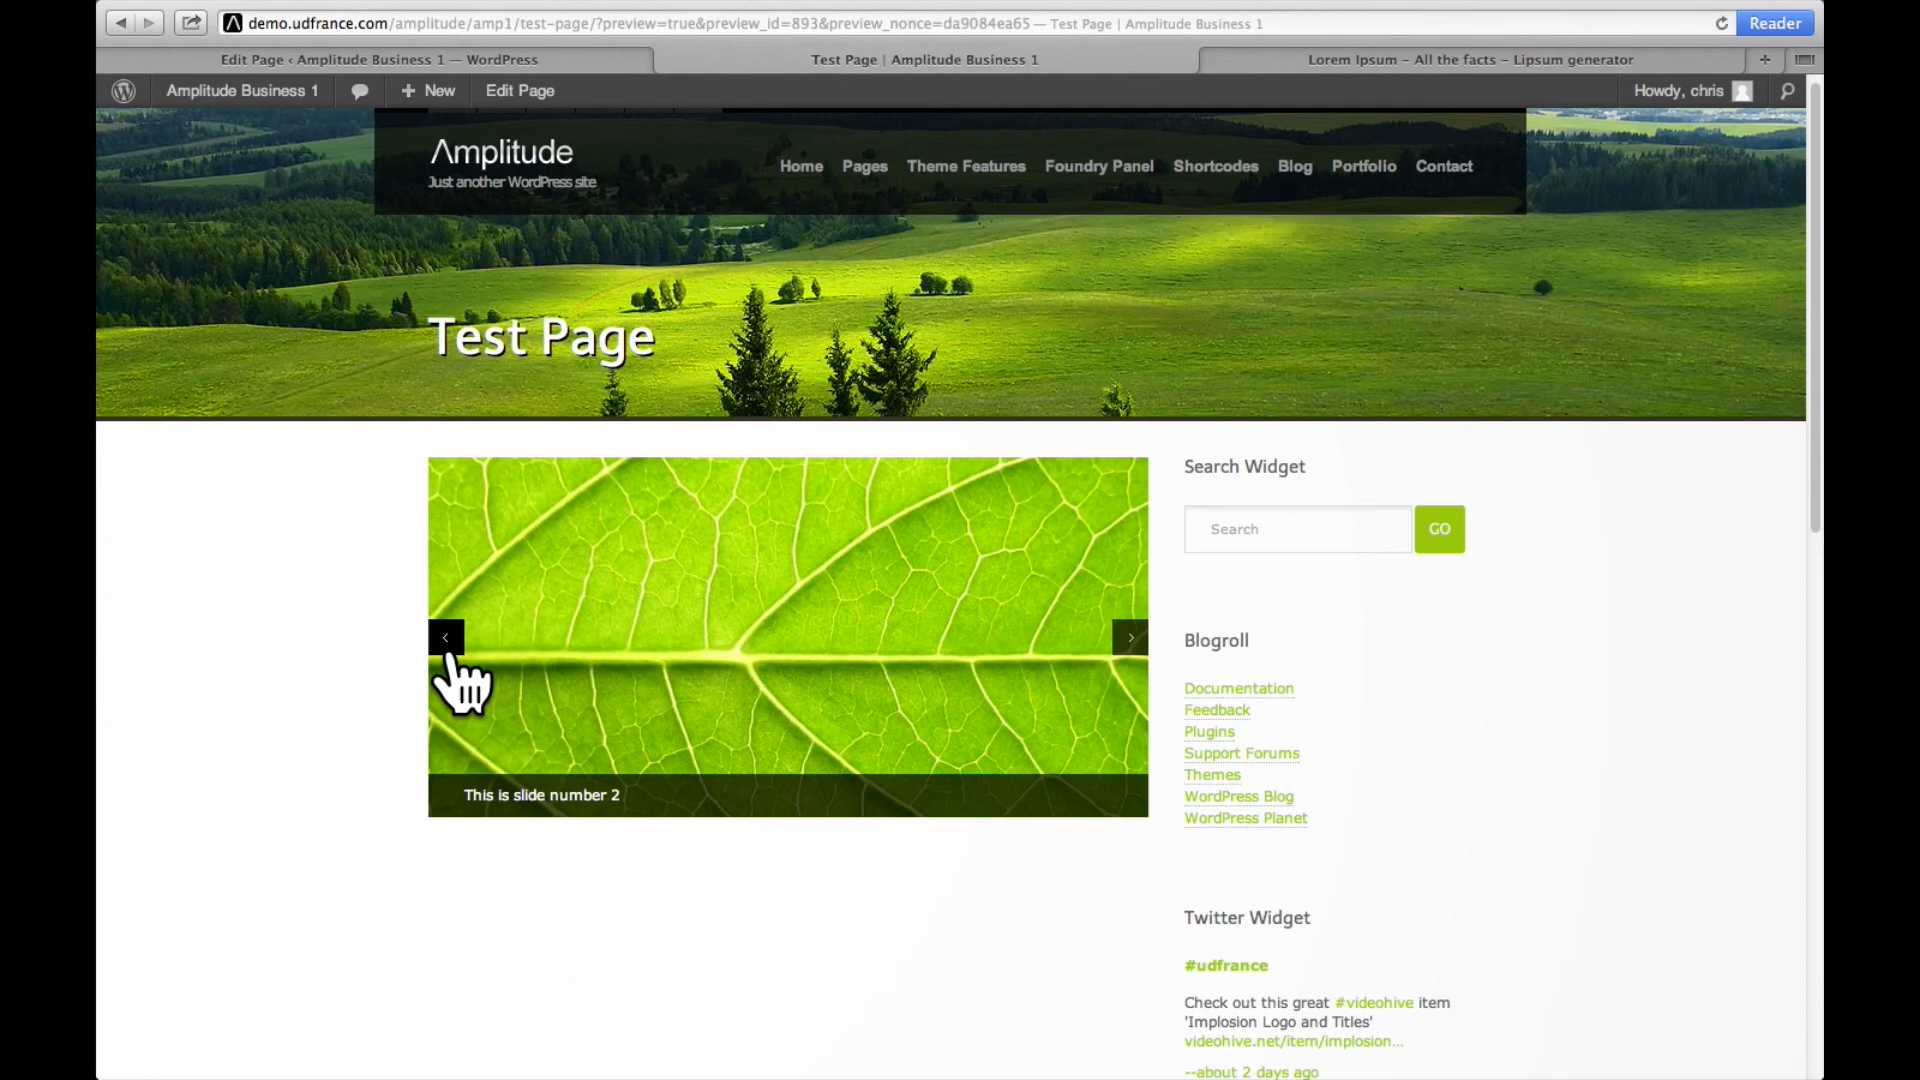 demo.udfrance.com/amplitude/amp1/test-page/?preview=true&preview_id=893&preview_nonce=da9084ea65 — Test Page | Amplitude Business 1
Reader
Edit Page ‹ Amplitude Business 1 — WordPress
Test Page | Amplitude Business 1
Lorem Ipsum – All the facts – Lipsum generator
Amplitude Business 1
+ New
Edit Page
Howdy, chris
Λmplitude
Just another WordPress site
Home Pages Theme Features Foundry Panel Shortcodes Blog Portfolio Contact
Test Page
This is slide number 2
Search Widget
Search
GO
Blogroll
Documentation
Feedback
Plugins
Support Forums
Themes
WordPress Blog
WordPress Planet
Twitter Widget
#udfrance
Check out this great #videohive item
'Implosion Logo and Titles'
videohive.net/item/implosion...
--about 2 days ago